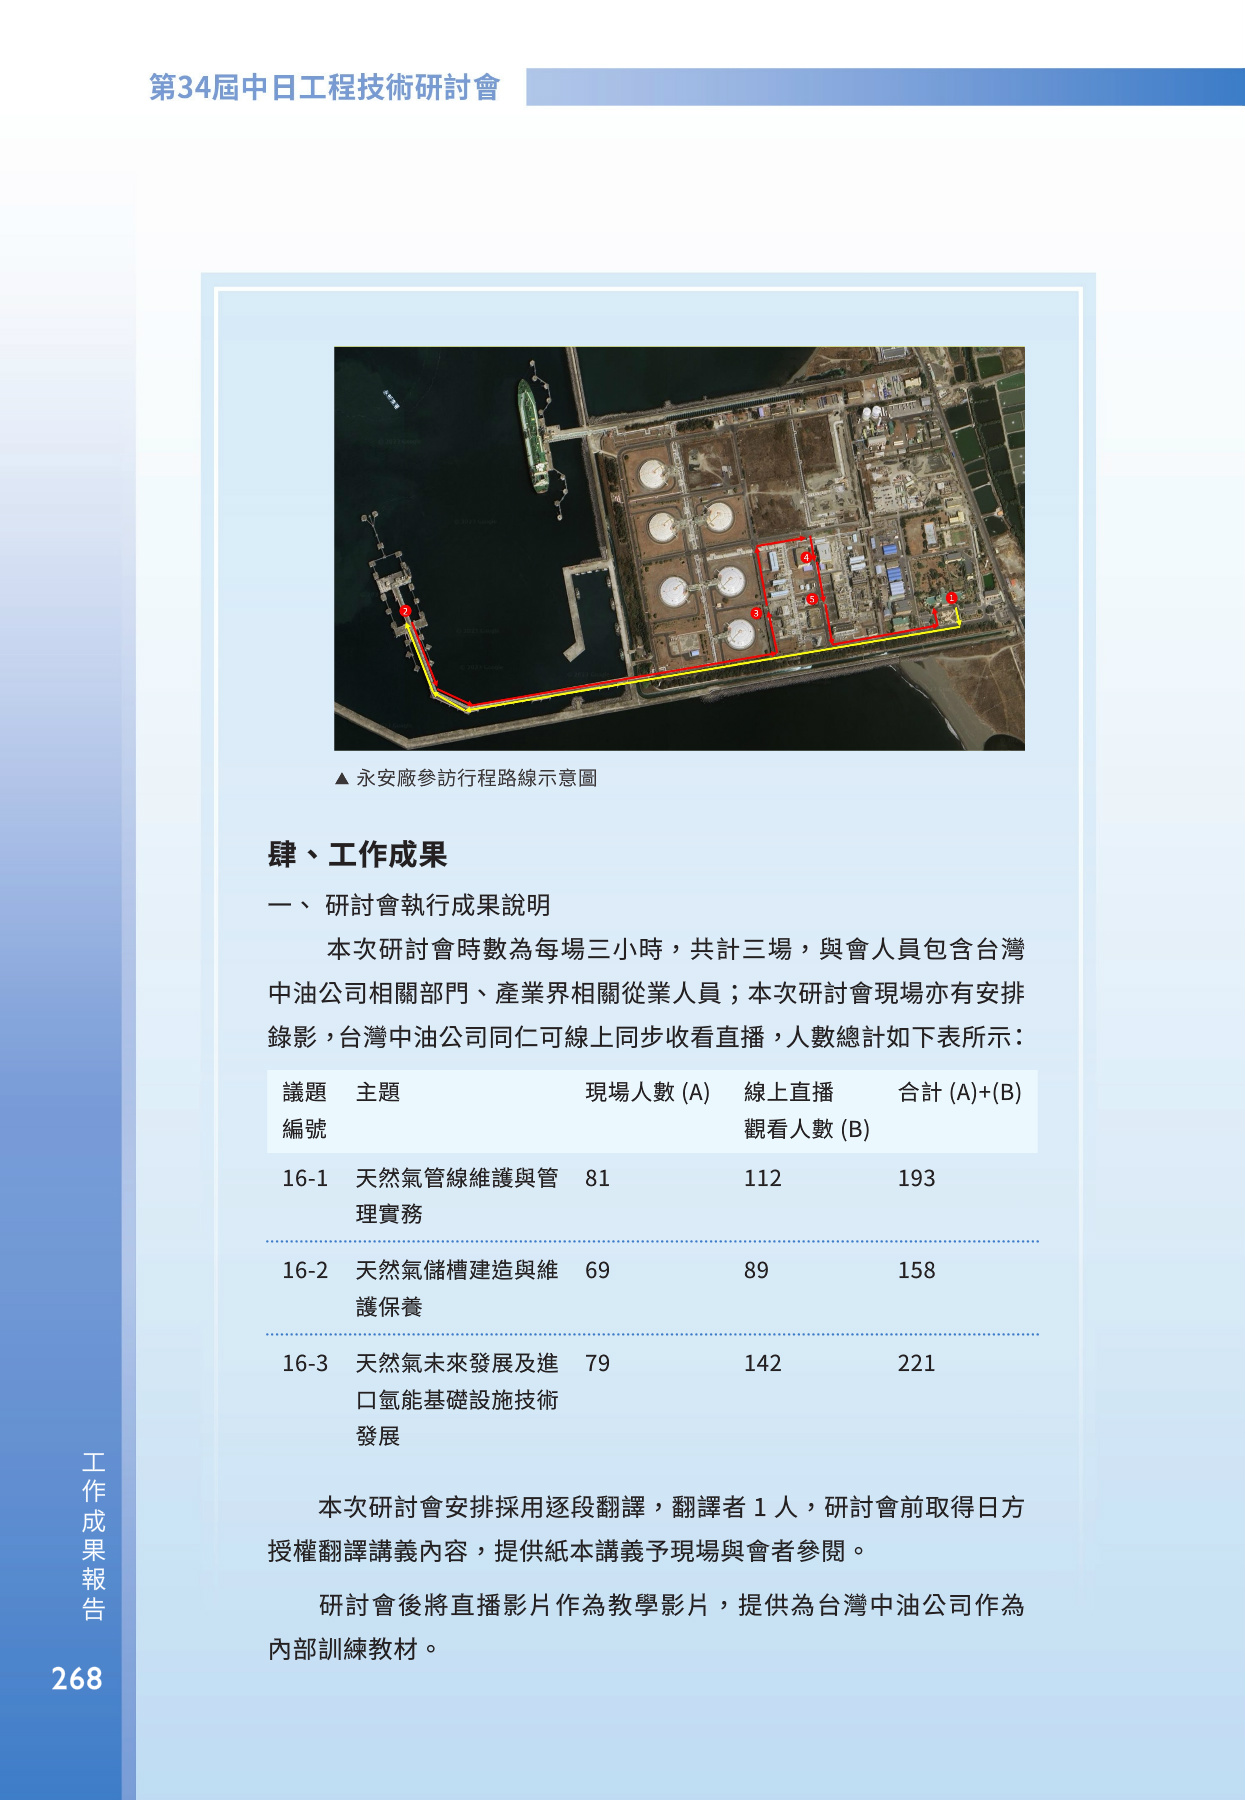 第34屆中日工程技術研討會
2
3
4
5
1
▲ 永安廠參訪行程路線示意圖
肆、工作成果
一、 研討會執行成果說明
本次研討會時數為每場三小時，共計三場，與會人員包含台灣
中油公司相關部門、產業界相關從業人員；本次研討會現場亦有安排
錄影，台灣中油公司同仁可線上同步收看直播，人數總計如下表所示：
議題 主題 現場人數 (A) 線上直播 合計 (A)+(B)
編號 觀看人數 (B)
16-1 天然氣管線維護與管 81 112 193
理實務
16-2 天然氣儲槽建造與維 69 89 158
護保養
16-3 天然氣未來發展及進 79 142 221
口氫能基礎設施技術
發展
本次研討會安排採用逐段翻譯，翻譯者 1 人，研討會前取得日方
授權翻譯講義內容，提供紙本講義予現場與會者參閱。
研討會後將直播影片作為教學影片，提供為台灣中油公司作為
內部訓練教材。
工作成果報告
268